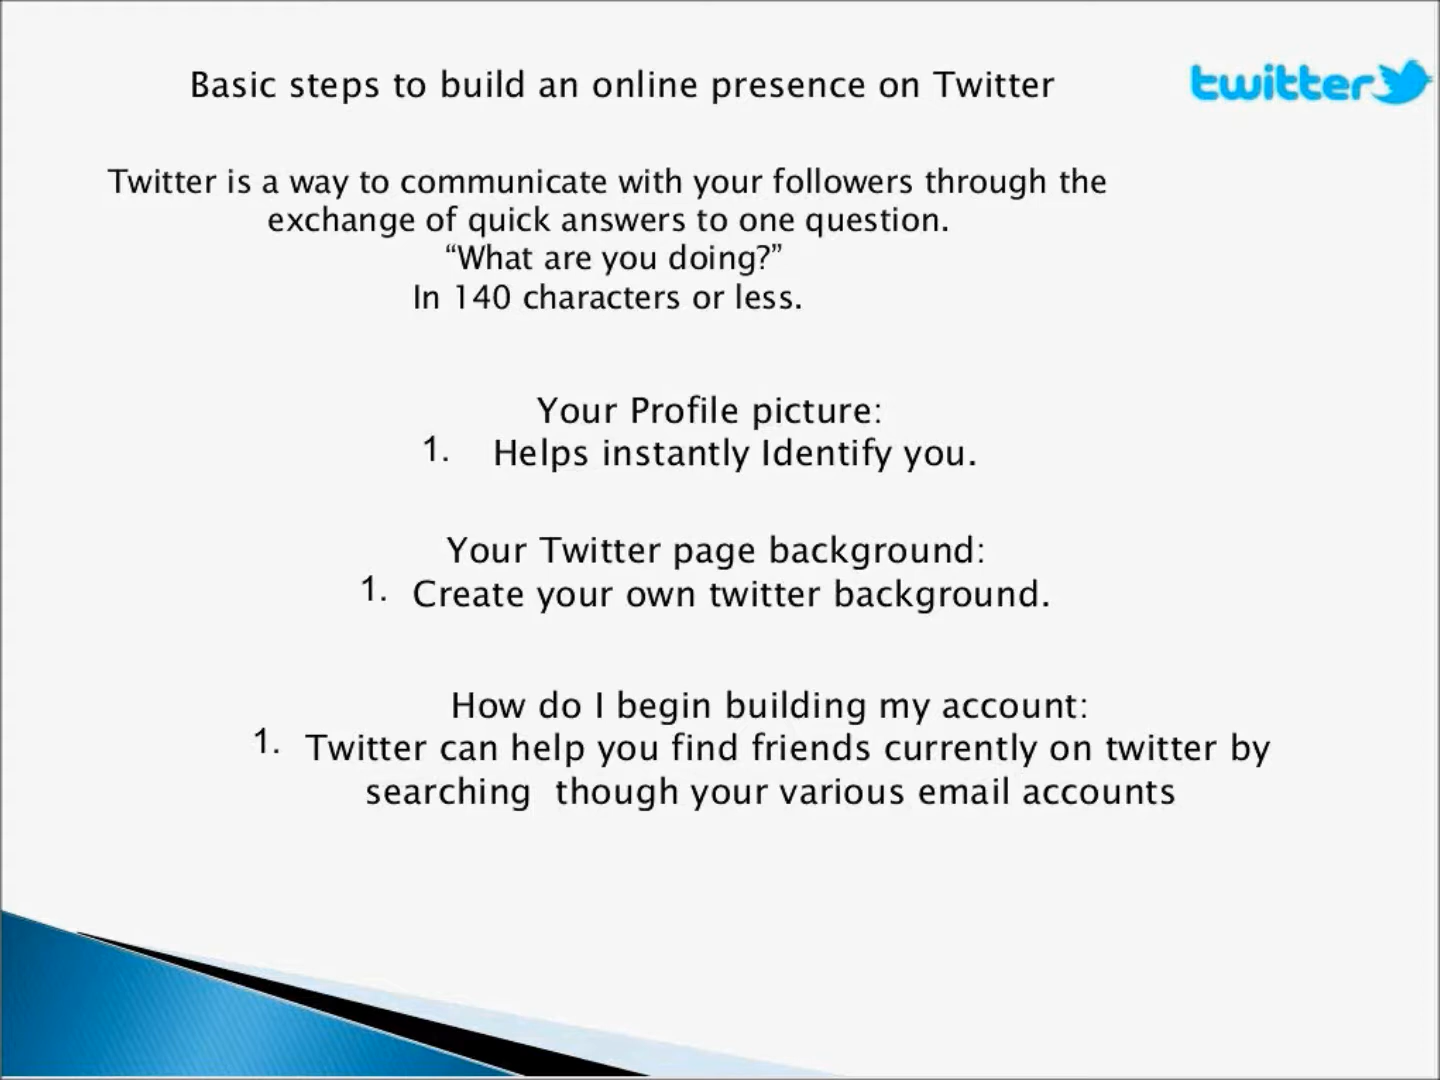 Basic steps to build an online presence on Twitter
twitter
Twitter is a way to communicate with your followers through the
exchange of quick answers to one question.
“What are you doing?”
In 140 characters or less.
Your Profile picture:
1. Helps instantly Identify you.
Your Twitter page background:
1. Create your own twitter background.
How do I begin building my account:
1. Twitter can help you find friends currently on twitter by
searching though your various email accounts